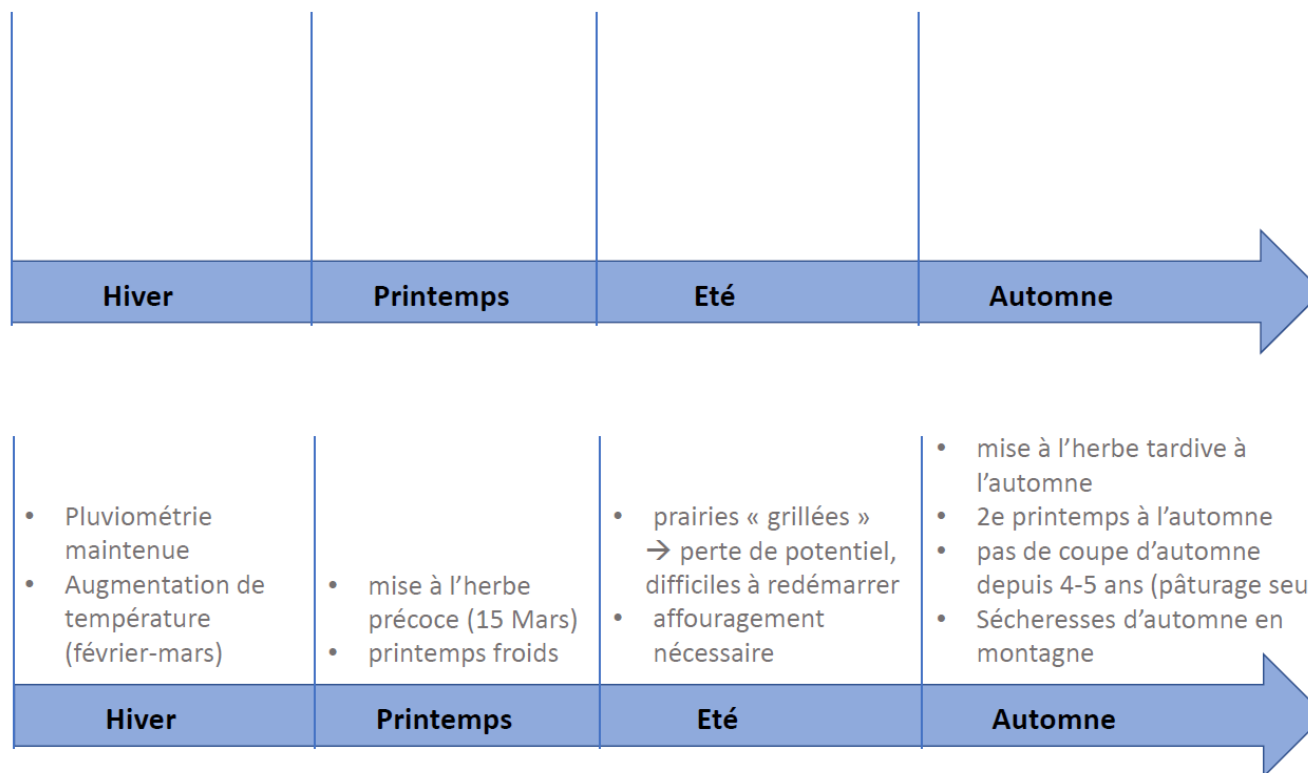 Hiver
Printemps
Eté
Automne
• Pluviométrie
maintenue
• Augmentation de
température
(février-mars)
• mise à l’herbe
précoce (15 Mars)
• printemps froids
• prairies « grillées »
→ perte de potentiel,
difficiles à redémarrer
• affouragement
nécessaire
• mise à l’herbe tardive à
l’automne
• 2e printemps à l’automne
• pas de coupe d’automne
depuis 4-5 ans (pâturage seu
• Sécheresses d’automne en
montagne
Hiver
Printemps
Eté
Automne